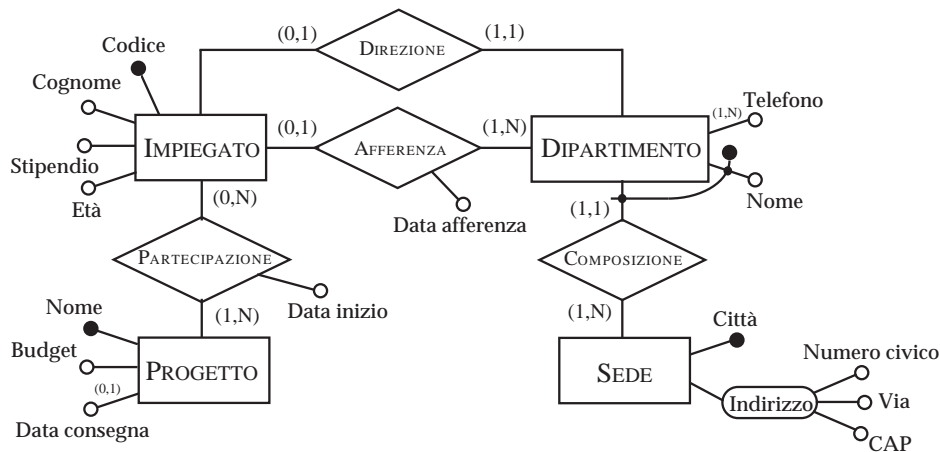 (0,1)
DIREZIONE
(1,1)
Codice
Cognome
Stipendio
Età
IMPIEGATO
(0,1)
AFFERENZA
(1,N)
DIPARTIMENTO
(1,N)
Telefono
Nome
Data afferenza
(0,N)
(1,1)
PARTECIPAZIONE
COMPOSIZIONE
Data inizio
(1,N)
(1,N)
Nome
Budget
(0,1)
Data consegna
PROGETTO
SEDE
Città
Indirizzo
Numero civico
Via
CAP